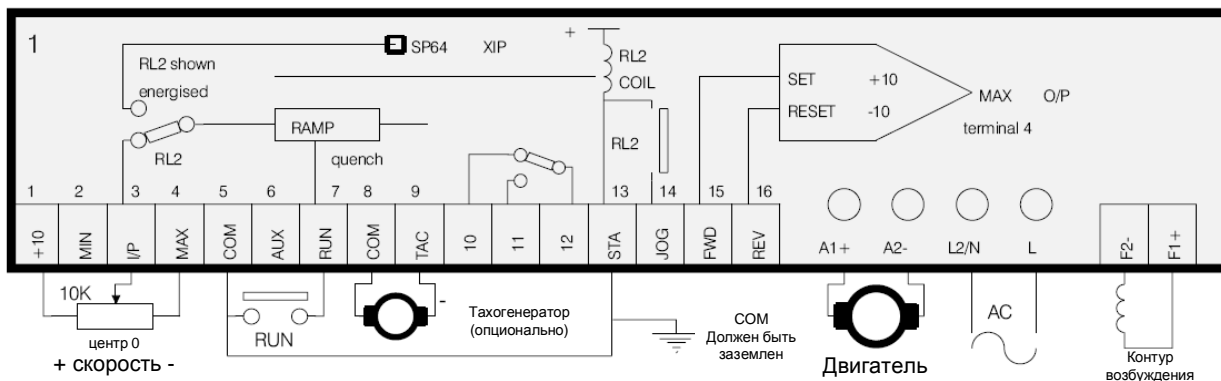 1
SP64 XIP
+
RL2
COIL
RL2 shown
energised
RL2
RAMP
quench
RL2
SET +10
RESET -10
MAX O/P
terminal 4
1 2 3 4 5 6 7 8 9 13 14 15 16
+10 MIN I/P MAX COM AUX RUN COM TAC 10 11 12 STA JOG FWD REV
A1+ A2- L2/N L
F2- F1+
10K
центр 0
+ скорость -
RUN
-
Тахогенератор
(опционально)
COM
Должен быть
заземлен
Двигатель
AC
Контур
возбуждения